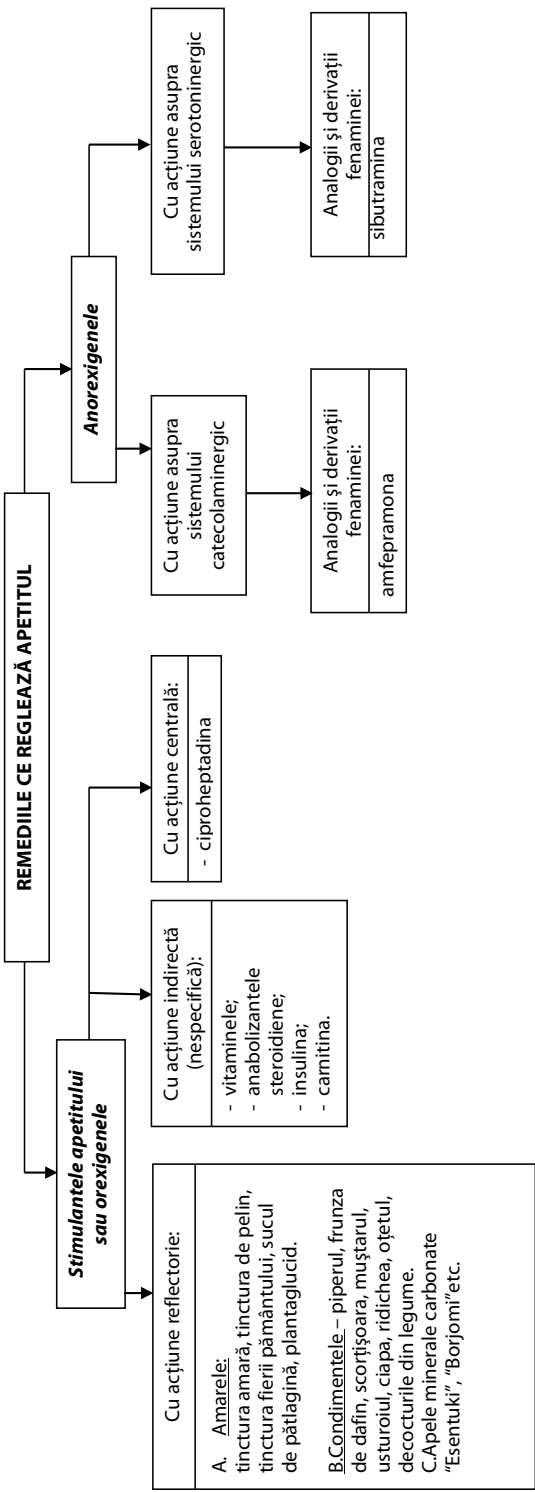 REMEDIILE CE REGLEAZĂ APETITUL
Stimulantele apetitului
sau orexigenele
Cu acțiune reflectorie:
A. Amarele:
tinctura amară, tinctura de pelin,
tinctura fierii pământului, sucul
de pătlagină, plantaglucid.
B.Condimentele – piperul, frunza
de dafin, scorțișoara, muștarul,
usturoiul, ciapa, ridichea, oțetul,
decocturile din legume.
C.Apele minerale carbonate
"Esentuki", "Borjomi"etc.
Cu acțiune indirectă
(nespecifică):
- vitaminele;
- anabolizantele
steroidiene;
- insulina;
- carnitina.
Cu acțiune centrală:
- ciproheptadina
Anorexigenele
Cu acțiune asupra
sistemului
catecolaminergic
Analogii și derivații
fenaminei:
amfepramona
Cu acțiune asupra
sistemului serotoninergic
Analogii și derivații
fenaminei:
sibutramina